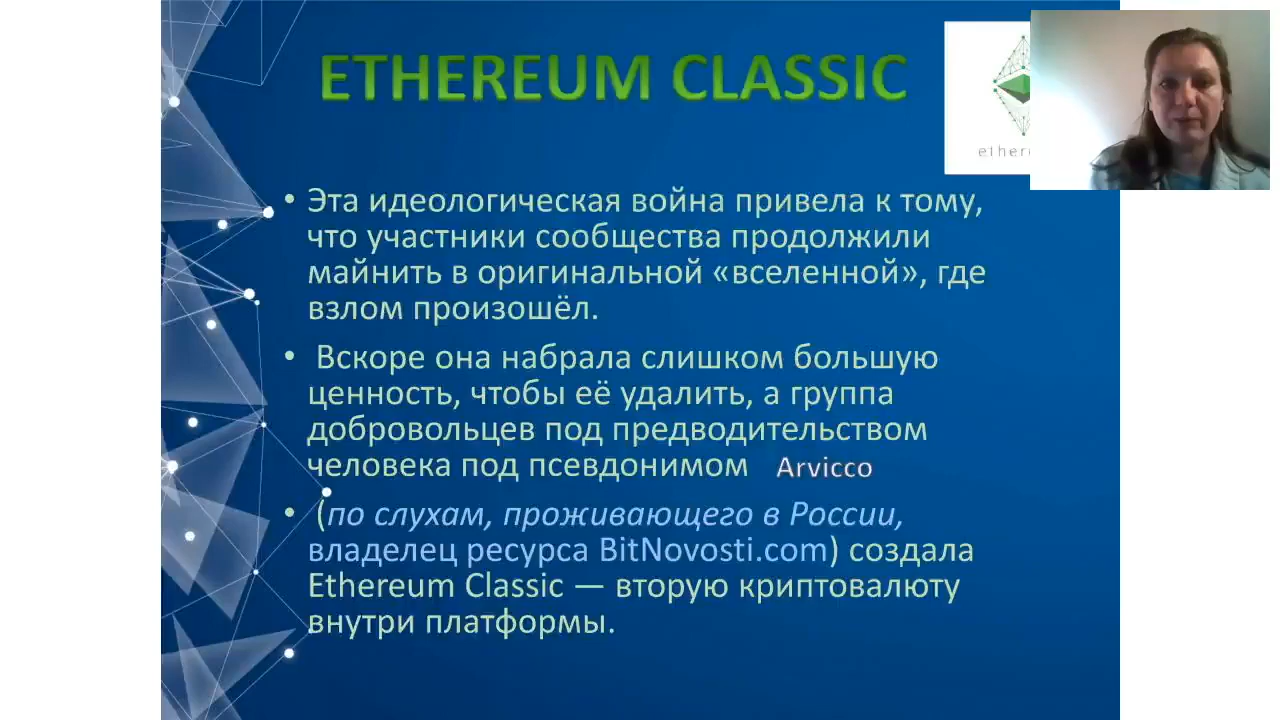 ETHEREUM CLASSIC
• Эта идеологическая война привела к тому,
что участники сообщества продолжили
майнить в оригинальной «вселенной», где
взлом произошёл.
• Вскоре она набрала слишком большую
ценность, чтобы её удалить, а группа
добровольцев под предводительством
человека под псевдонимом Arvicco
• (по слухам, проживающего в России,
владелец ресурса BitNovosti.com) создала
Ethereum Classic — вторую криптовалюту
внутри платформы.